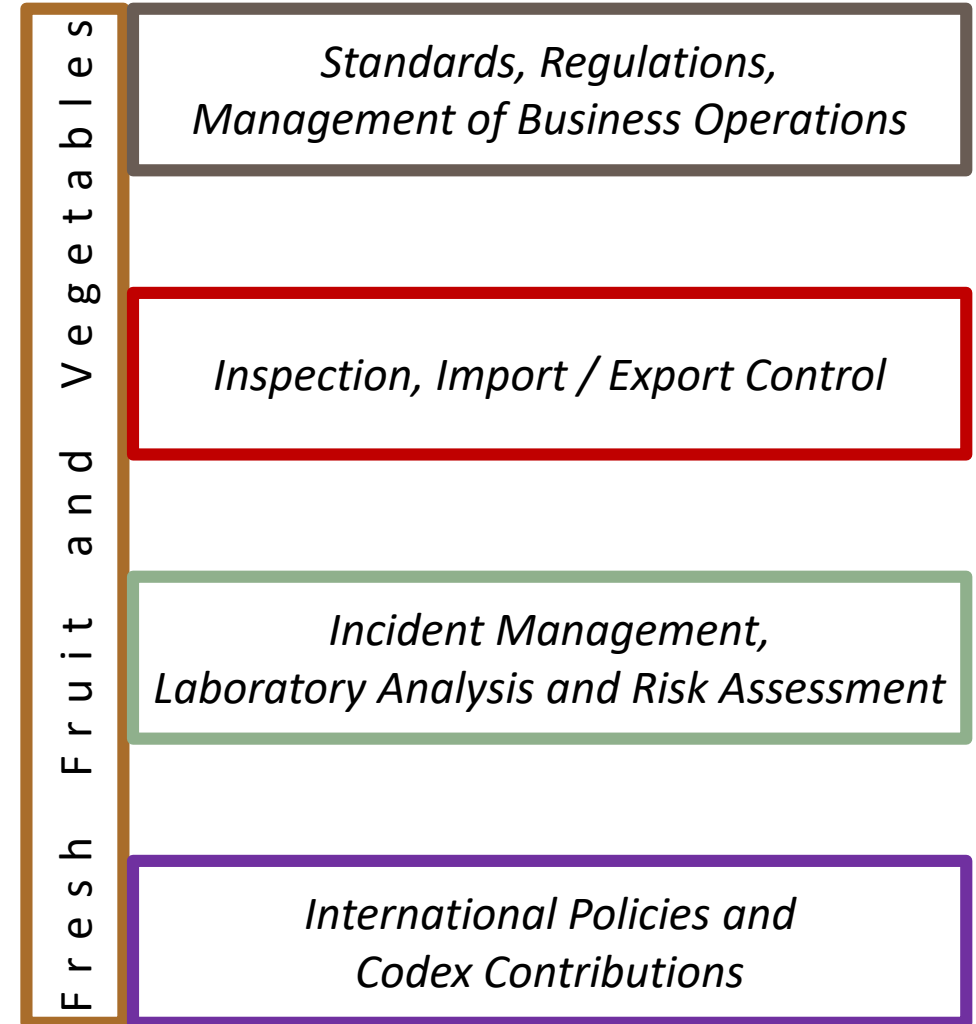 Fresh Fruit and Vegetables
Standards, Regulations,
Management of Business Operations
Inspection, Import / Export Control
Incident Management,
Laboratory Analysis and Risk Assessment
International Policies and
Codex Contributions